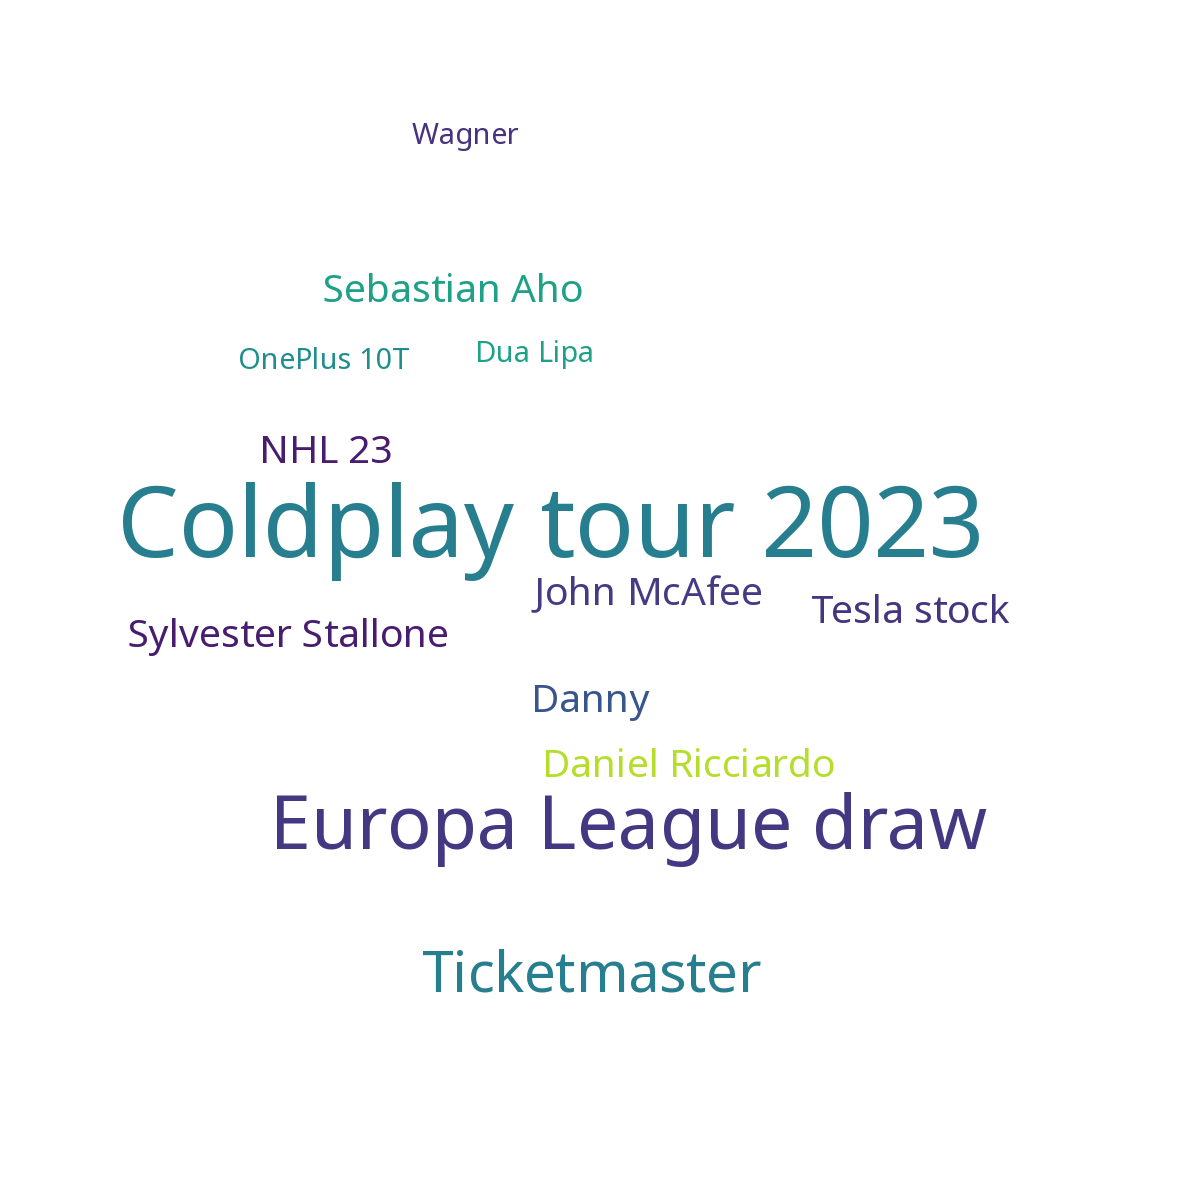 Wagner
Sebastian Aho
OnePlus 10T
Dua Lipa
NHL 23
Coldplay tour 2023
John McAfee
Tesla stock
Sylvester Stallone
Danny
Daniel Ricciardo
Europa League draw
Ticketmaster